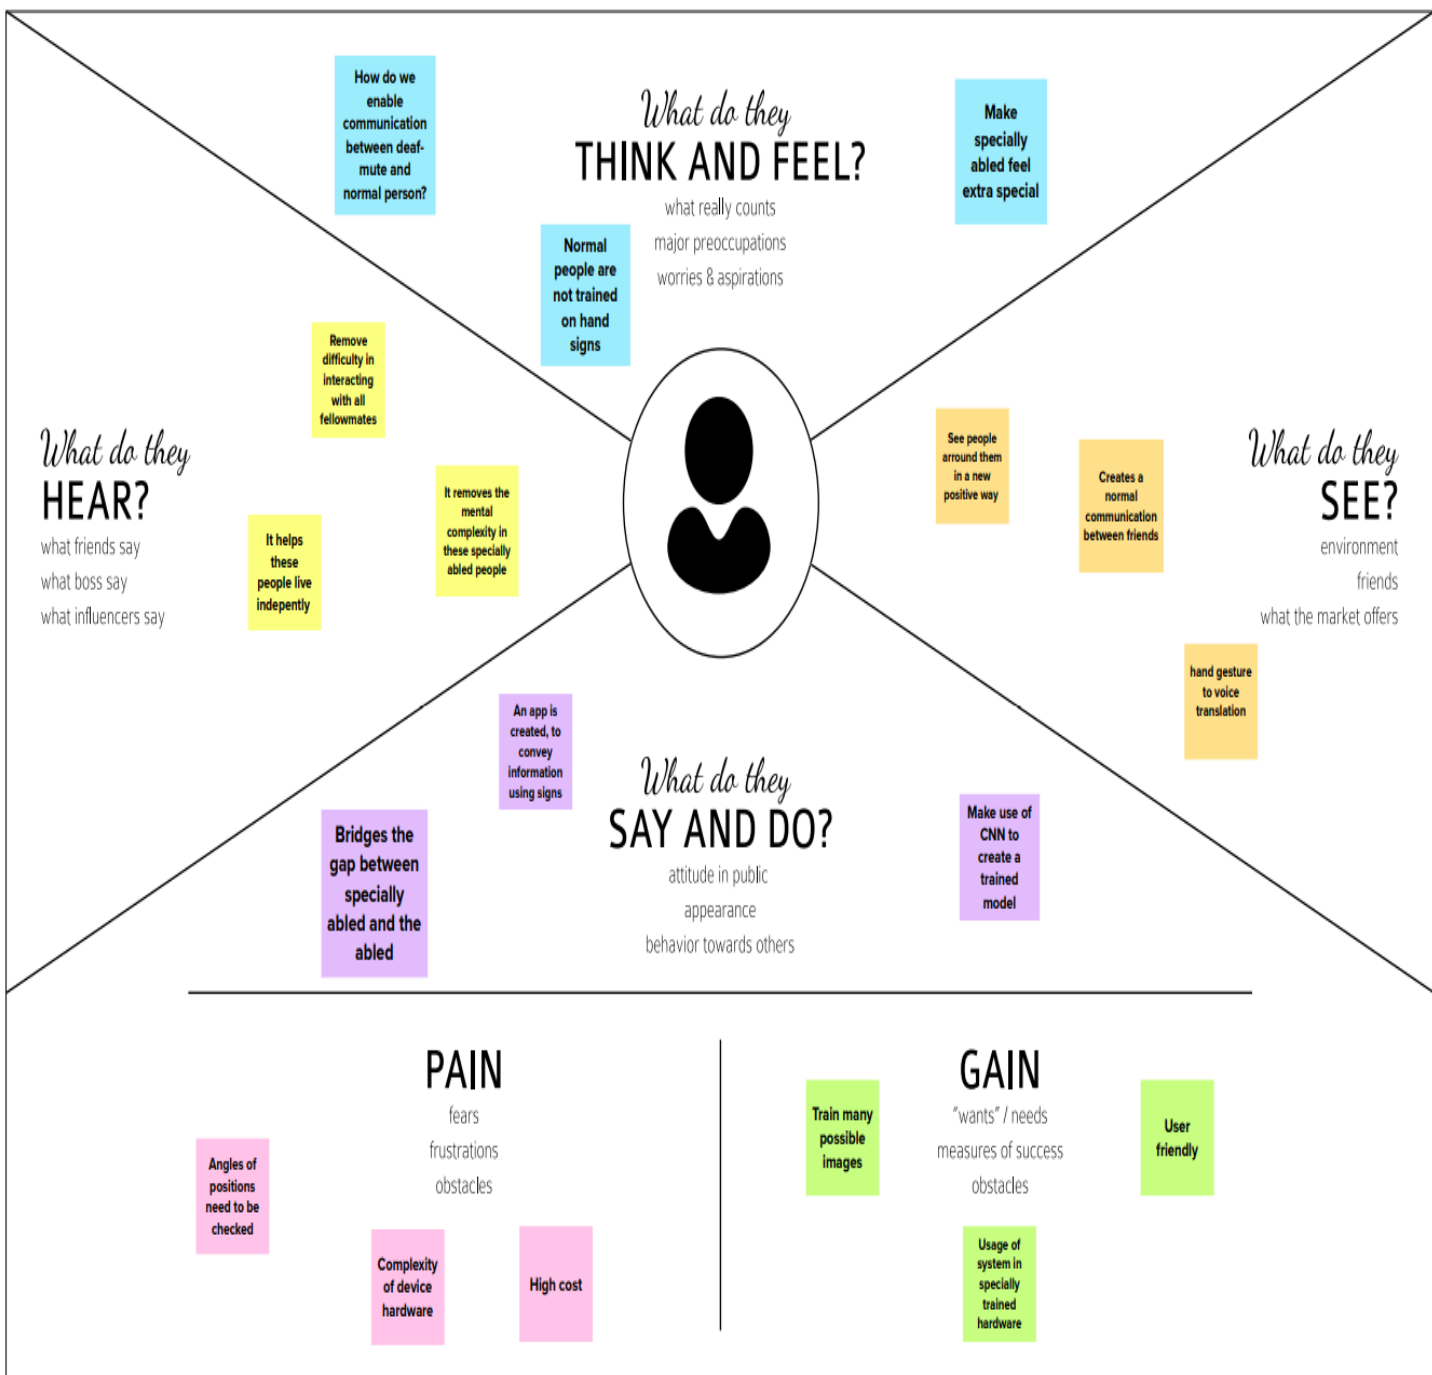 How do we
enable
communication
between deaf-
mute and
normal person?
What do they
THINK AND FEEL?
what really counts
major preoccupations
worries & aspirations
Make
specially
abled feel
extra special
Normal
people are
not trained
on hand
signs
What do they
HEAR?
what friends say
what boss say
what influencers say
Remove
difficulty in
interacting
with all
fellowmates
It removes the
mental
complexity in
these specially
abled people
It helps
these
people live
indepently
What do they
SEE?
environment
friends
what the market offers
See people
arround them
in a new
positive way
Creates a
normal
communication
between friends
hand gesture
to voice
translation
What do they
SAY AND DO?
attitude in public
appearance
behavior towards others
An app is
created, to
convey
information
using signs
Bridges the
gap between
specially
abled and the
abled
Make use of
CNN to
create a
trained
model
PAIN
fears
frustrations
obstacles
Angles of
positions
need to be
checked
Complexity
of device
hardware
High cost
GAIN
"wants" / needs
measures of success
obstacles
Train many
possible
images
User
friendly
Usage of
system in
specially
trained
hardware